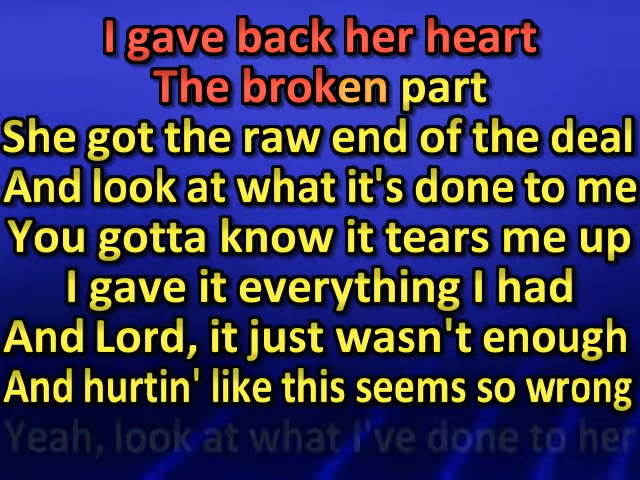 I gave back her heart
The broken part
She got the raw end of the deal
And look at what it's done to me
You gotta know it tears me up
I gave it everything I had
And Lord, it just wasn't enough
And hurtin' like this seems so wrong
Yeah, look at what I've done to her